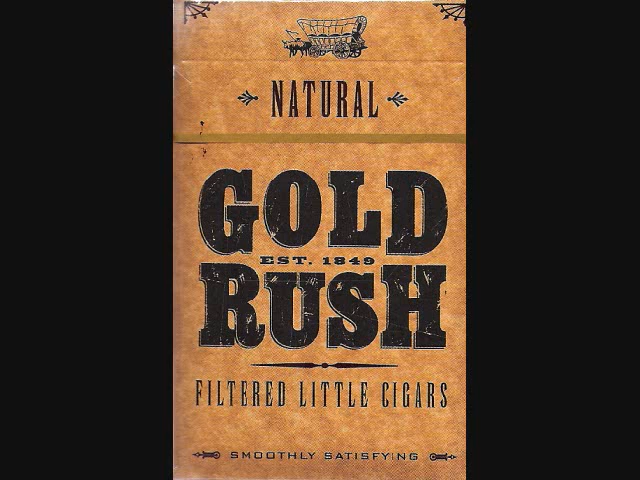 NATURAL
GOLD
EST. 1849
RUSH
FILTERED LITTLE CIGARS
SMOOTHLY SATISFYING